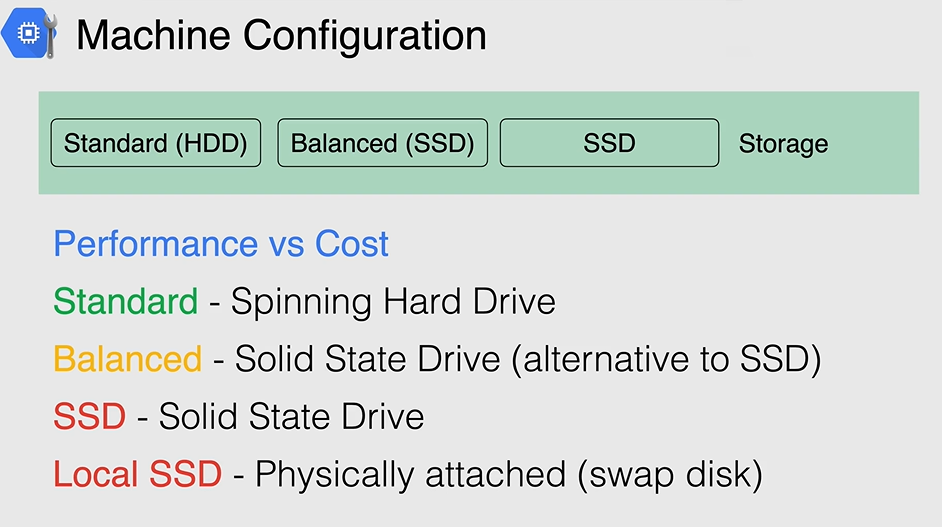 Machine Configuration
Standard (HDD) Balanced (SSD) SSD Storage
Performance vs Cost
Standard - Spinning Hard Drive
Balanced - Solid State Drive (alternative to SSD)
SSD - Solid State Drive
Local SSD - Physically attached (swap disk)